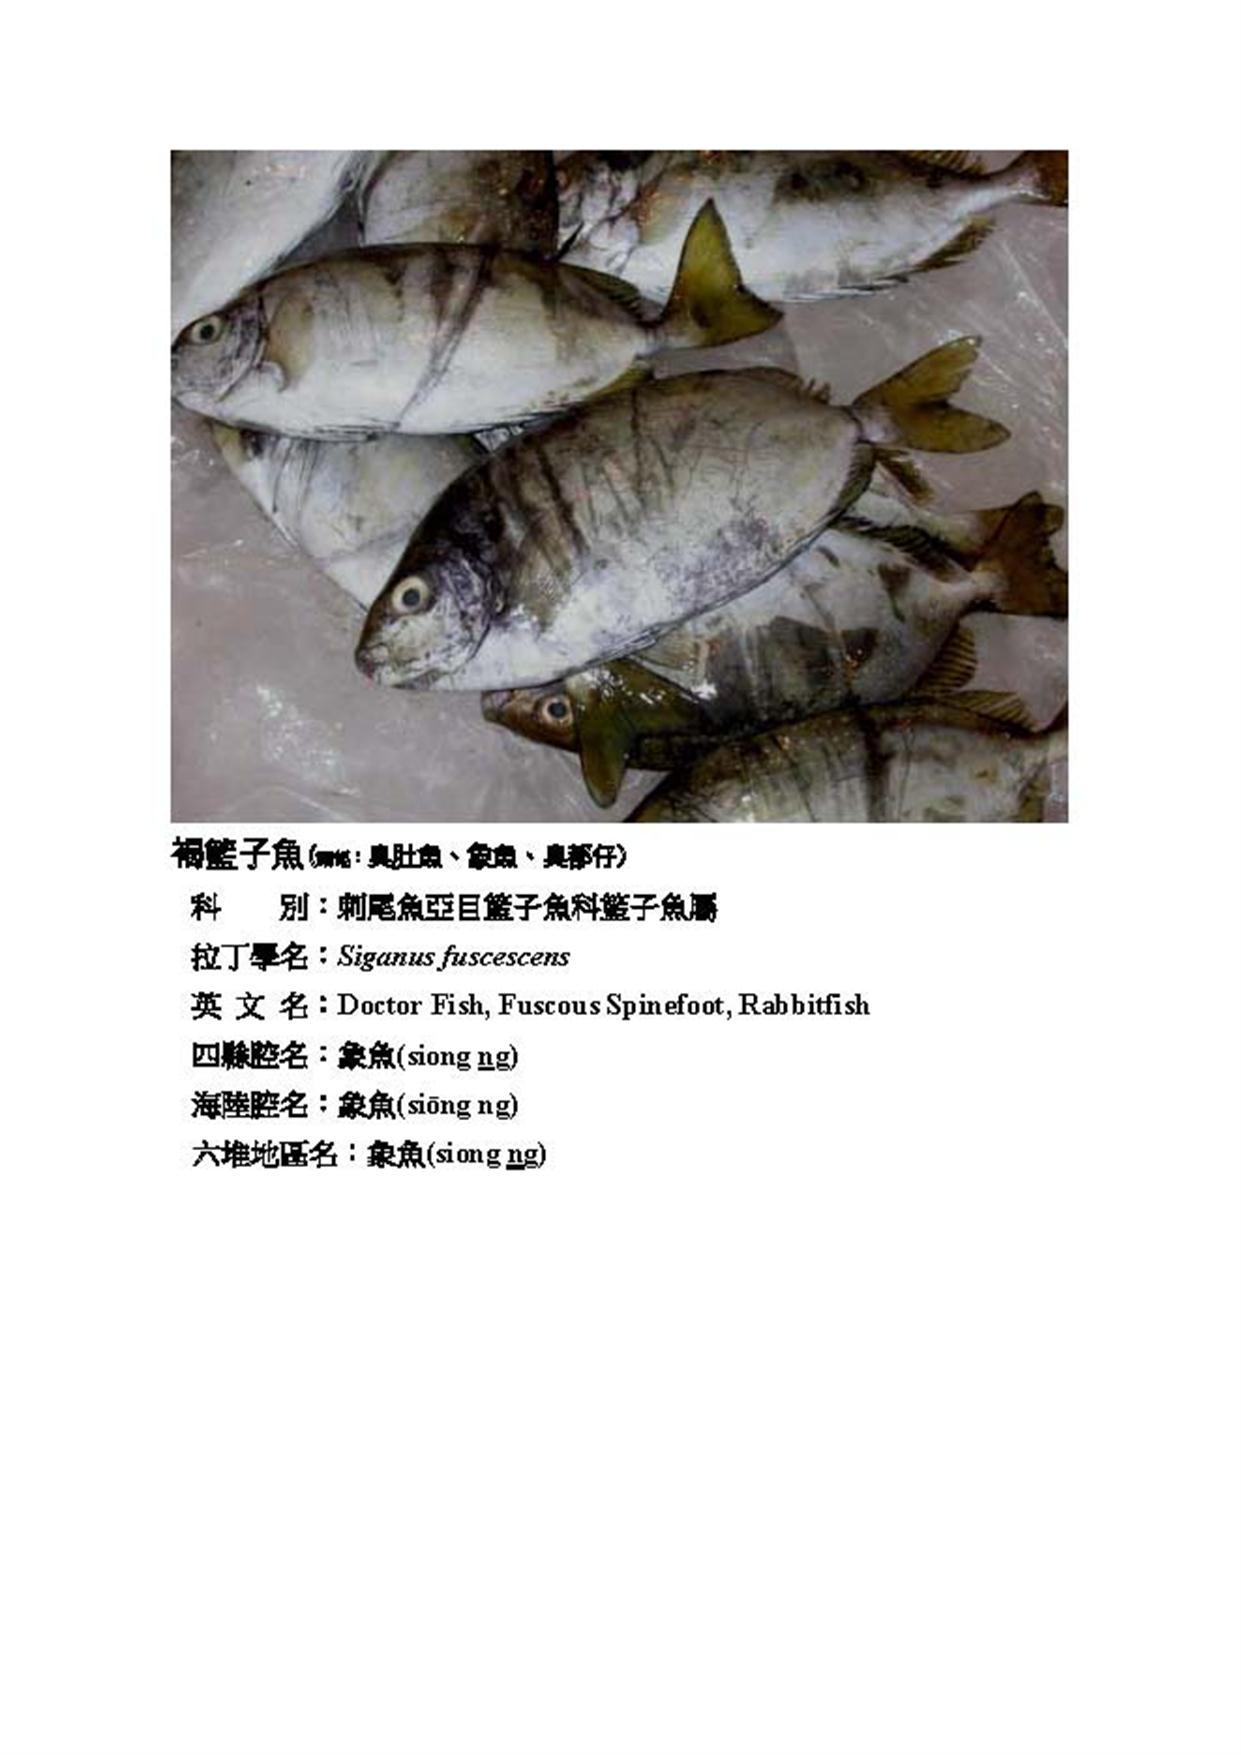 褐籃子魚(：臭肚魚、象魚、臭都仔)
科　　別：刺尾魚亞目籃子魚科籃子魚屬
拉丁學名：Siganus fuscescens
英 文 名：Doctor Fish, Fuscous Spinefoot, Rabbitfish
四縣腔名：象魚(siong ng)
海陸腔名：象魚(siōng ng)
六堆地區名：象魚(siong ng)